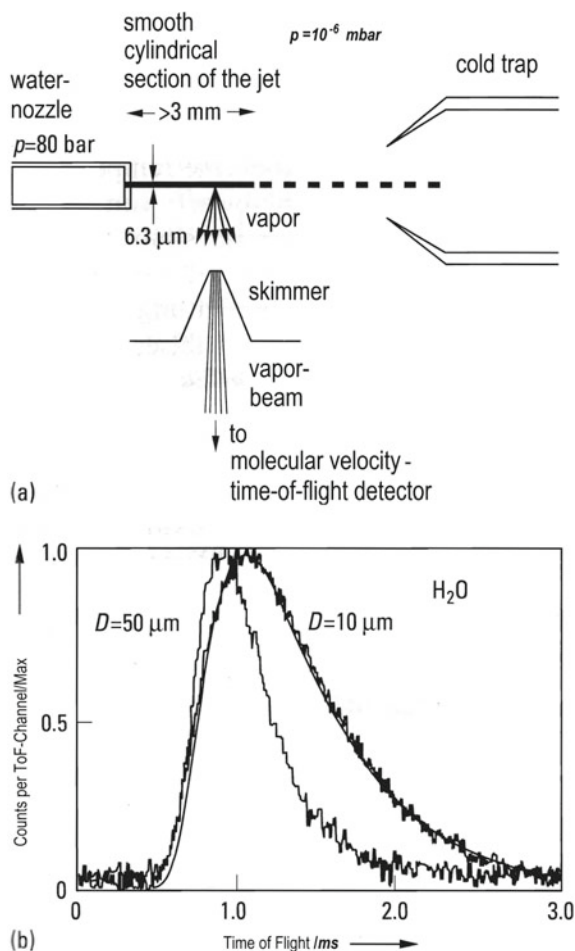 (a)
smooth
cylindrical
section of the jet
p=10⁻⁶ mbar
water-
nozzle
>3 mm
cold trap
p=80 bar
6.3 µm
vapor
skimmer
vapor-
beam
to
molecular velocity -
time-of-flight detector
(b)
Counts per ToF-Channel/Max
1.0
0.5
0
D=50 µm
D=10 µm
H₂O
0
1.0
2.0
3.0
Time of Flight /ms